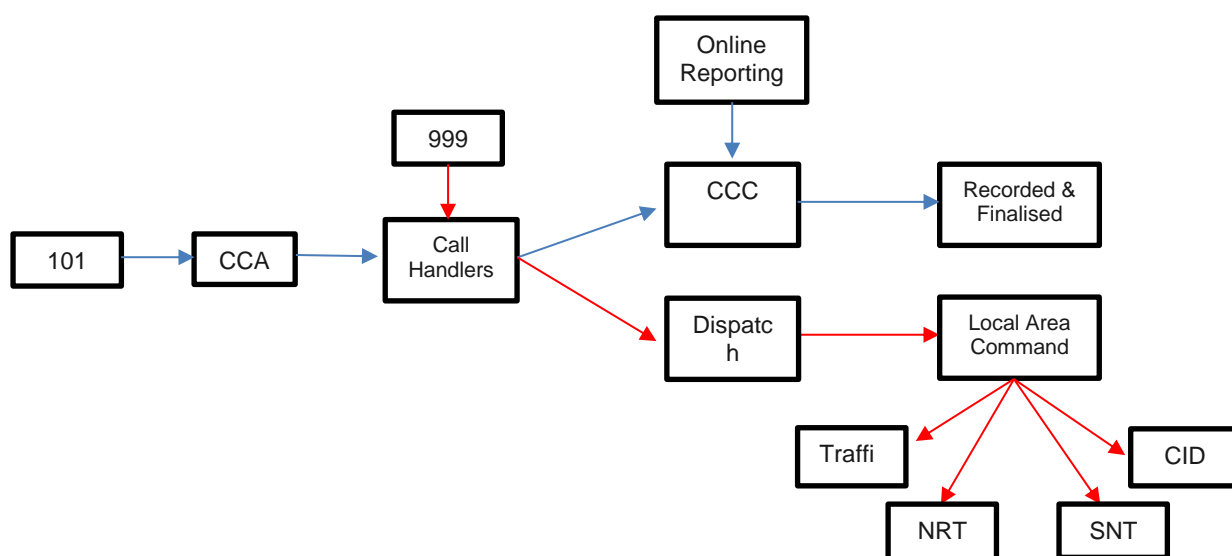 Online
Reporting
999
CCC
Recorded &
Finalised
101
CCA
Call
Handlers
Dispatc
h
Local Area
Command
Traffi
CID
NRT
SNT